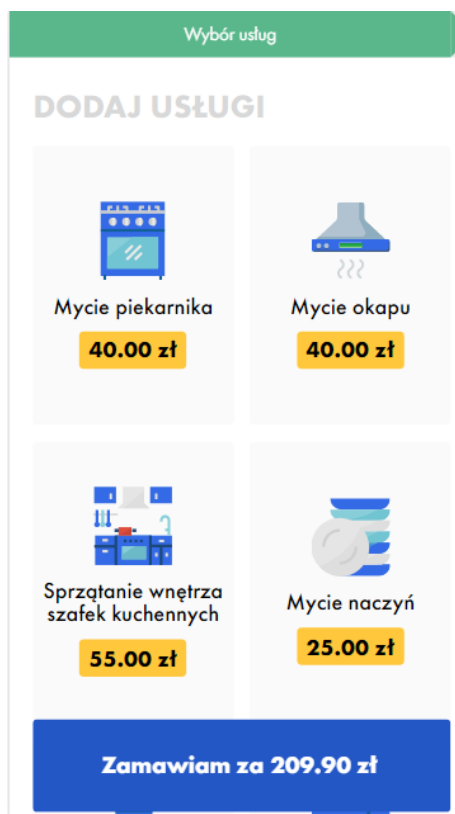 Wybór usług
DODAJ USŁUGI
Mycie piekarnika
40.00 zł
Mycie okapu
40.00 zł
Sprzątanie wnętrza
szafek kuchennych
55.00 zł
Mycie naczyń
25.00 zł
Zamawiam za 209.90 zł